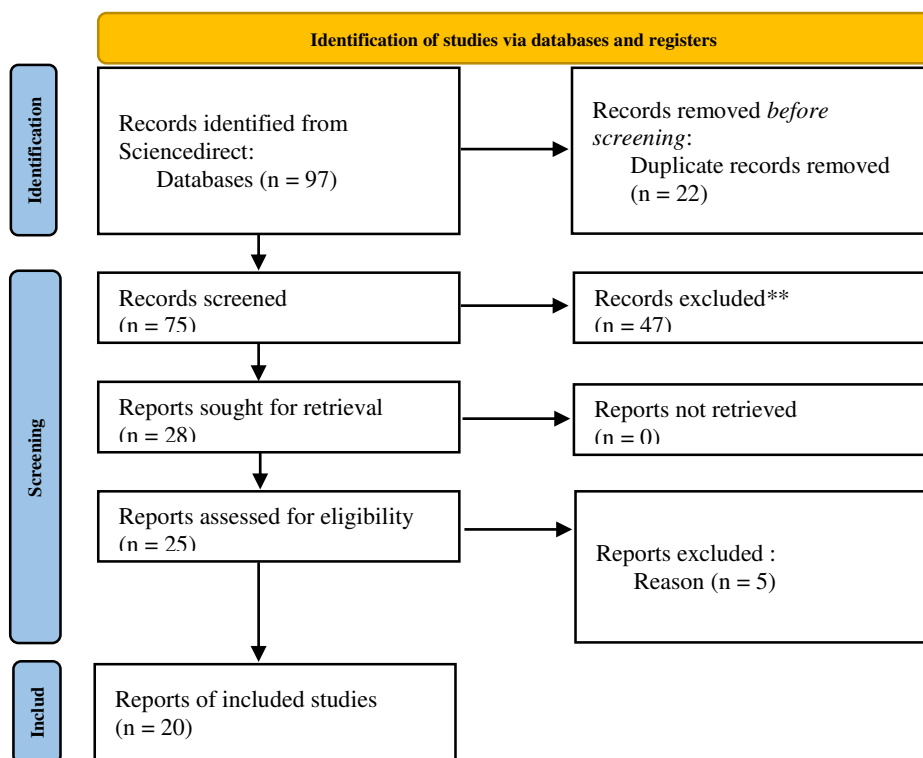 Identification of studies via databases and registers
Identification
Records identified from
Sciencedirect:
Databases (n = 97)
Records removed before
screening:
Duplicate records removed
(n = 22)
Screening
Records screened
(n = 75)
Records excluded**
(n = 47)
Reports sought for retrieval
(n = 28)
Reports not retrieved
(n = 0)
Reports assessed for eligibility
(n = 25)
Reports excluded :
Reason (n = 5)
Includ
Reports of included studies
(n = 20)